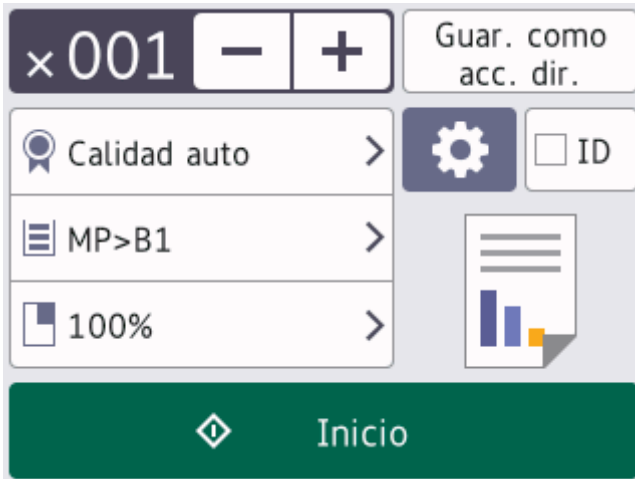 ×001 − +
Guar. como
acc. dir.
Calidad auto >
ID
MP>B1 >
100% >
Inicio